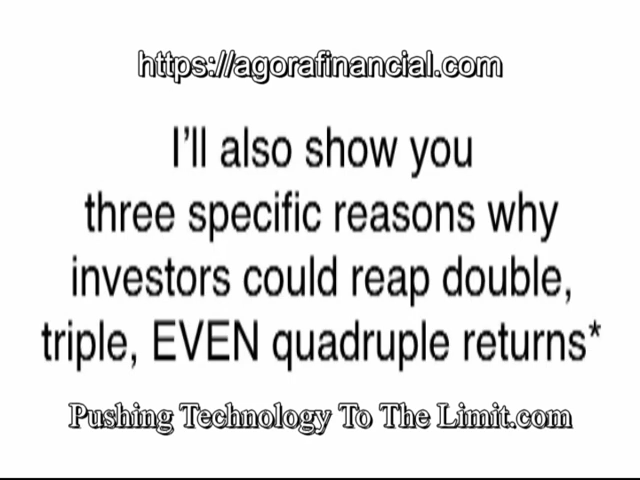 https://agorafinancial.com
I'll also show you
three specific reasons why
investors could reap double,
triple, EVEN quadruple returns*
Pushing Technology To The Limit.com